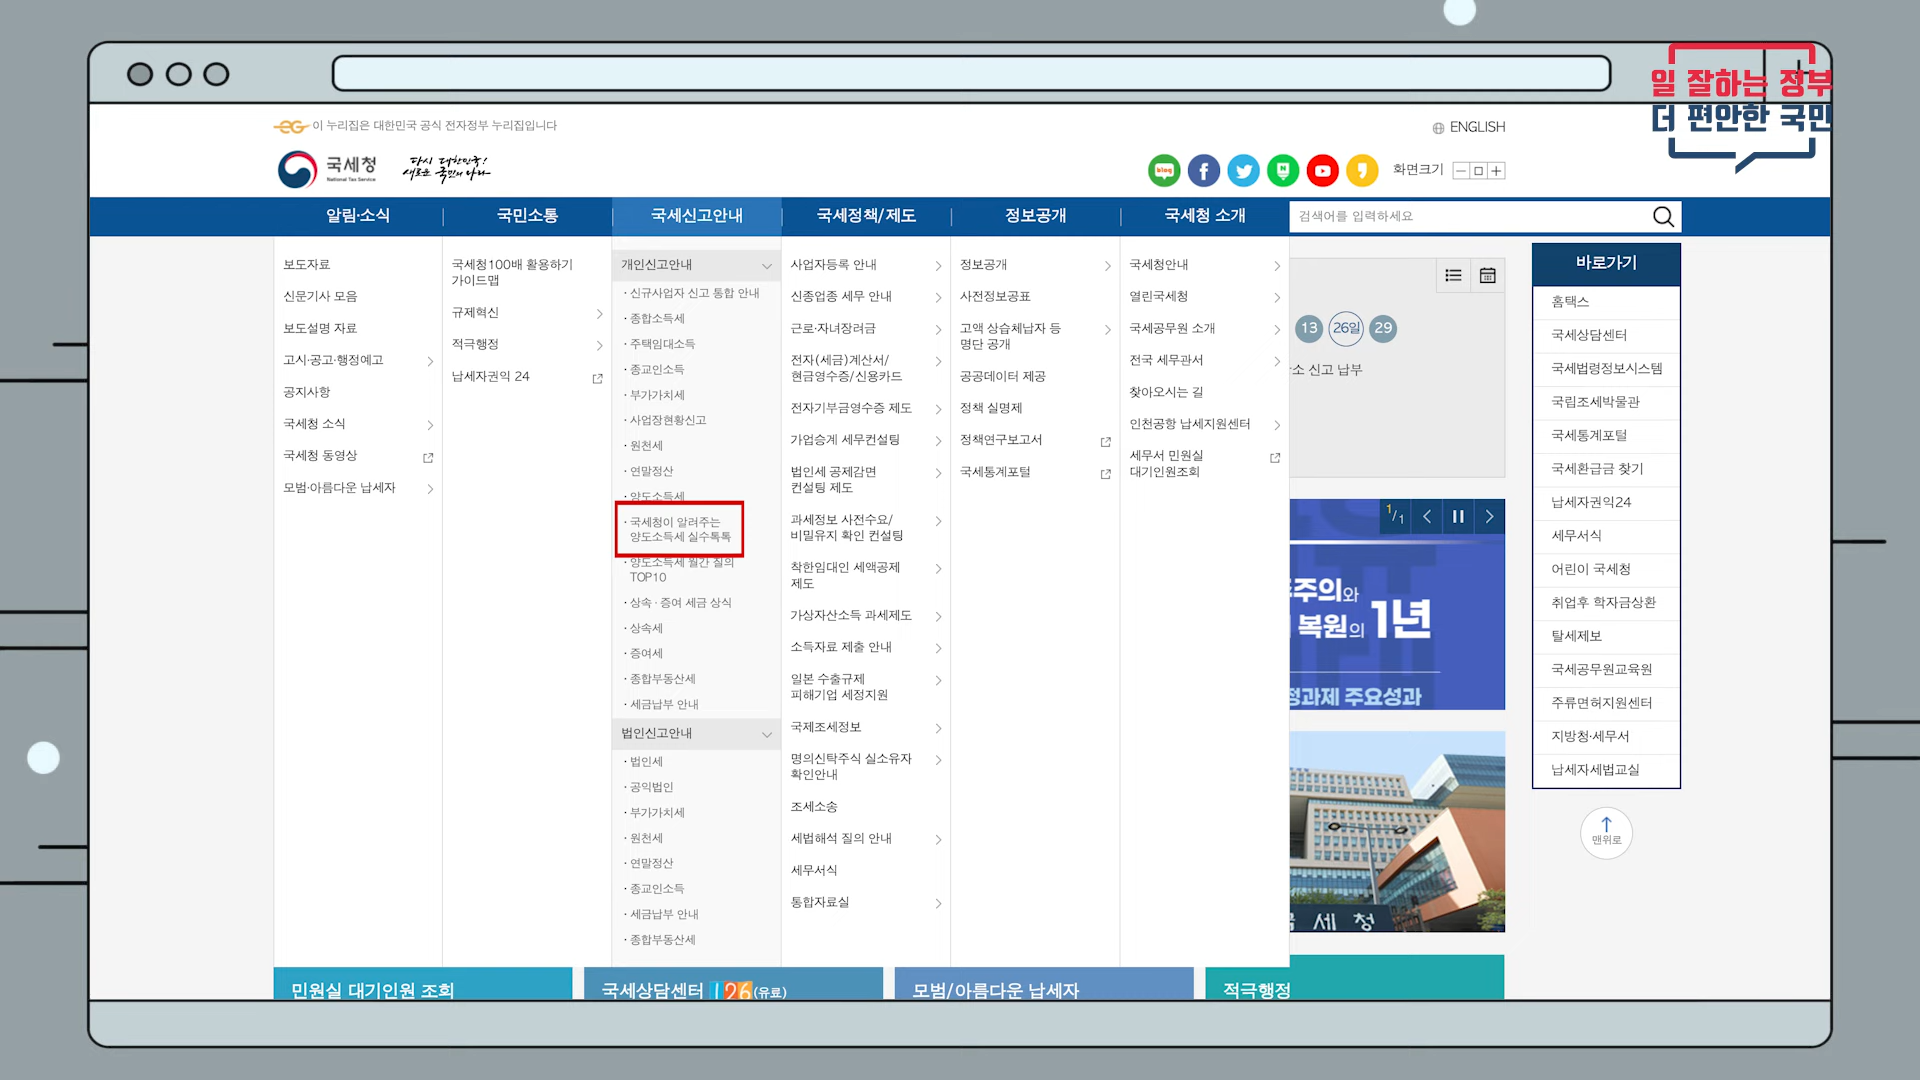 일 잘하는 정부
더 편안한 국민
이 누리집은 대한민국 공식 전자정부 누리집입니다
ENGLISH
국세청
National Tax Service
다시 대한민국!
새로운 국민의 나라
blog
화면크기
알림·소식
국민소통
국세신고안내
국세정책/제도
정보공개
국세청 소개
검색어를 입력하세요
보도자료
신문기사 모음
보도설명 자료
고시·공고·행정예고
공지사항
국세청 소식
국세청 동영상
모범·아름다운 납세자
국세청100배 활용하기
가이드맵
규제혁신
적극행정
납세자권익 24
개인신고안내
· 신규사업자 신고 통합 안내
· 종합소득세
· 주택임대소득
· 종교인소득
· 부가가치세
· 사업장현황신고
· 원천세
· 연말정산
· 양도소득세
· 국세청이 알려주는
양도소득세 실수톡톡
· 양도소득세 월간 질의
TOP10
· 상속 · 증여 세금 상식
· 상속세
· 증여세
· 종합부동산세
· 세금납부 안내
법인신고안내
· 법인세
· 공익법인
· 부가가치세
· 원천세
· 연말정산
· 종교인소득
· 세금납부 안내
· 종합부동산세
사업자등록 안내
신종업종 세무 안내
근로·자녀장려금
전자(세금)계산서/
현금영수증/신용카드
전자기부금영수증 제도
가업승계 세무컨설팅
법인세 공제감면
컨설팅 제도
과세정보 사전수요/
비밀유지 확인 컨설팅
착한임대인 세액공제
제도
가상자산소득 과세제도
소득자료 제출 안내
일본 수출규제
피해기업 세정지원
국제조세정보
명의신탁주식 실소유자
확인안내
조세소송
세법해석 질의 안내
세무서식
통합자료실
정보공개
사전정보공표
고액 상습체납자 등
명단 공개
공공데이터 제공
정책 실명제
정책연구보고서
국세통계포털
국세청안내
열린국세청
국세공무원 소개
전국 세무관서
찾아오시는 길
인천공항 납세지원센터
세무서 민원실
대기인원조회
13 26일 29
소 신고 납부
1/1
주의와
복원의 1년
정과제 주요성과
국 세 청
바로가기
홈택스
국세상담센터
국세법령정보시스템
국립조세박물관
국세통계포털
국세환급금 찾기
납세자권익24
세무서식
어린이 국세청
취업후 학자금상환
탈세제보
국세공무원교육원
주류면허지원센터
지방청·세무서
납세자세법교실
맨위로
민원실 대기인원 조회
국세상담센터 126(유료)
모범/아름다운 납세자
적극행정